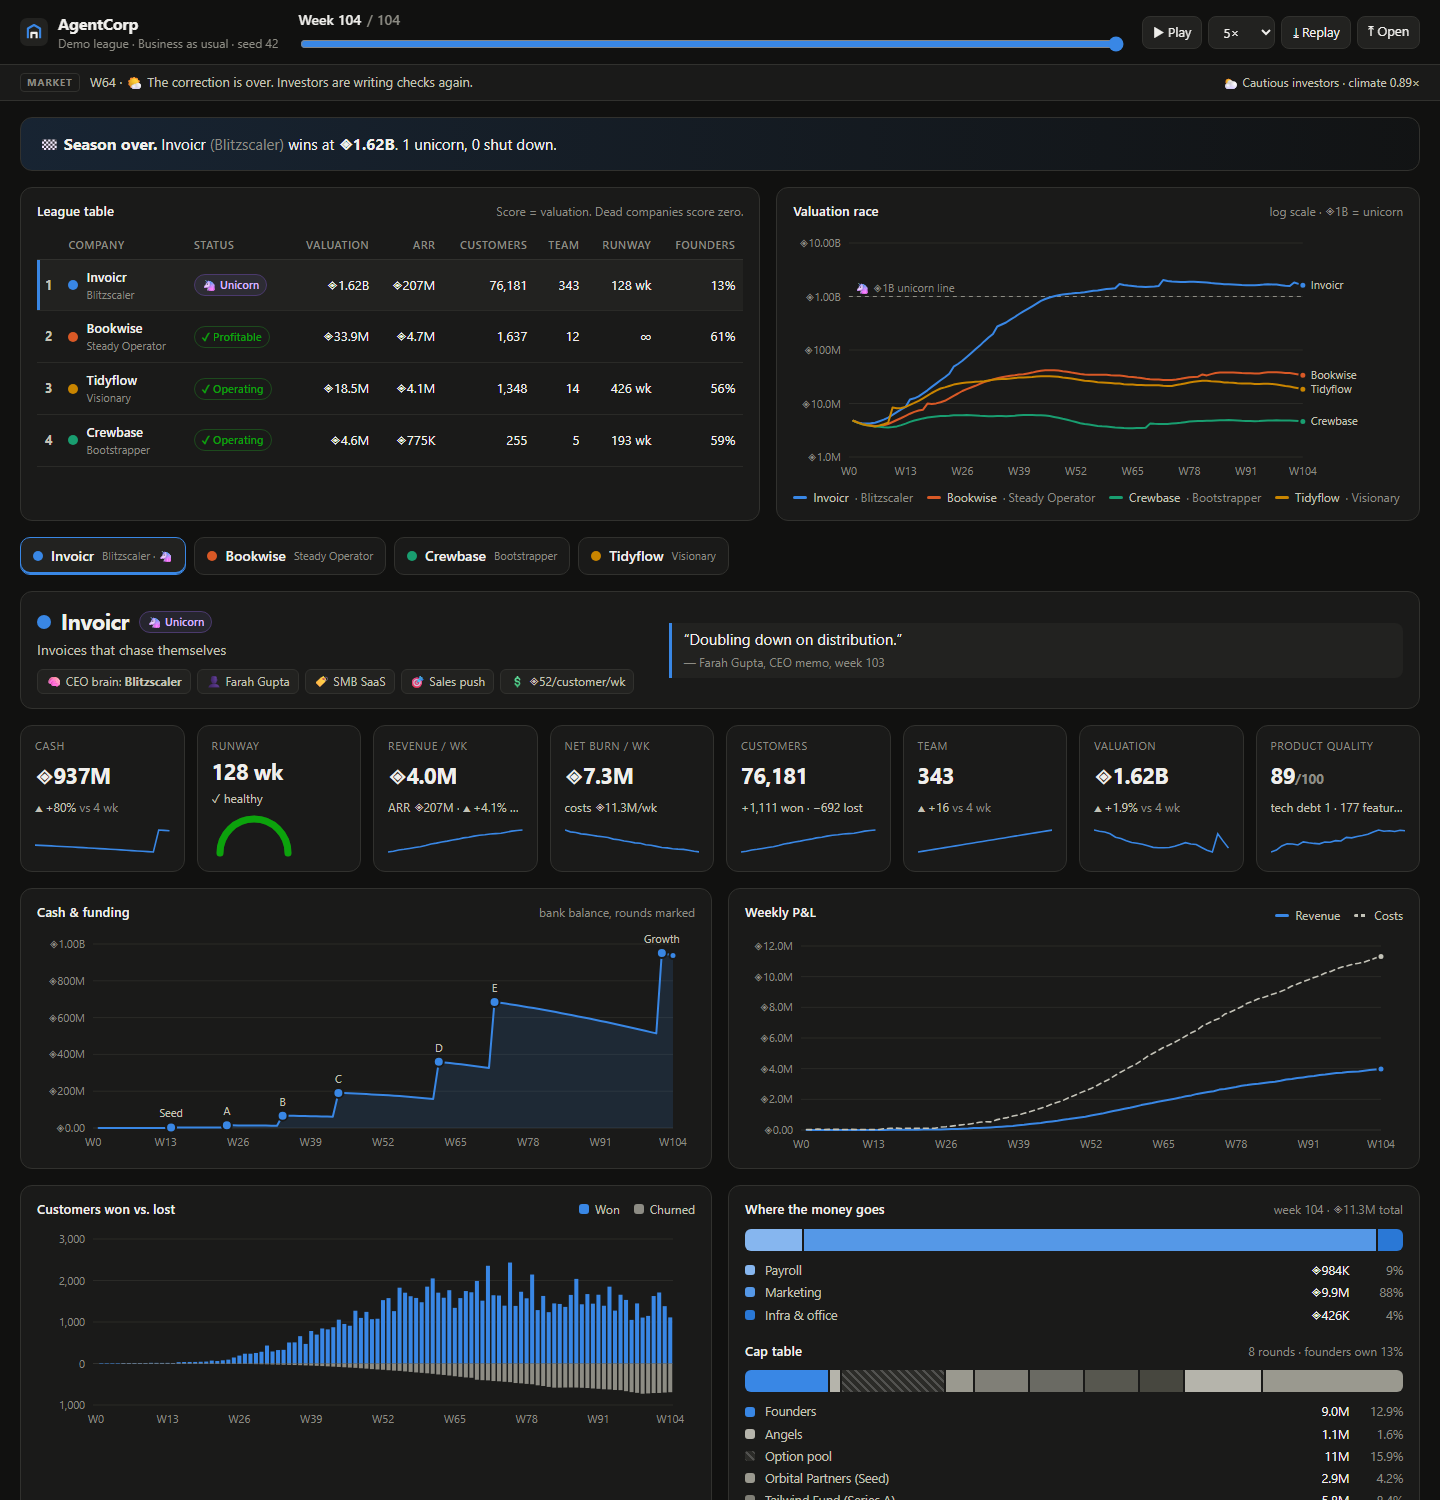 AgentCorp
Demo league · Business as usual · seed 42
Week 104 / 104
▶ Play
5×
⤓ Replay
⤒ Open
MARKET
W64 · 🌤 The correction is over. Investors are writing checks again.
🌥 Cautious investors · climate 0.89×
🏁 Season over. Invoicr (Blitzscaler) wins at ◈1.62B. 1 unicorn, 0 shut down.
League table
Score = valuation. Dead companies score zero.
COMPANY STATUS VALUATION ARR CUSTOMERS TEAM RUNWAY FOUNDERS
1 Invoicr 🦄 Unicorn ◈1.62B ◈207M 76,181 343 128 wk 13%
Blitzscaler
2 Bookwise ✓ Profitable ◈33.9M ◈4.7M 1,637 12 ∞ 61%
Steady Operator
3 Tidyflow ✓ Operating ◈18.5M ◈4.1M 1,348 14 426 wk 56%
Visionary
4 Crewbase ✓ Operating ◈4.6M ◈775K 255 5 193 wk 59%
Bootstrapper
Valuation race
log scale · ◈1B = unicorn
◈10.00B
🦄 ◈1B unicorn line
◈1.00B
◈100M
◈10.0M
◈1.0M
Invoicr
Bookwise
Tidyflow
Crewbase
W0 W13 W26 W39 W52 W65 W78 W91 W104
Invoicr · Blitzscaler Bookwise · Steady Operator Crewbase · Bootstrapper Tidyflow · Visionary
Invoicr Blitzscaler · 🦄
Bookwise Steady Operator
Crewbase Bootstrapper
Tidyflow Visionary
Invoicr 🦄 Unicorn
Invoices that chase themselves
🧠 CEO brain: Blitzscaler
👤 Farah Gupta
🏷 SMB SaaS
🎯 Sales push
💲 ◈52/customer/wk
“Doubling down on distribution.”
— Farah Gupta, CEO memo, week 103
CASH
◈937M
▲ +80% vs 4 wk
RUNWAY
128 wk
✓ healthy
REVENUE / WK
◈4.0M
ARR ◈207M · ▲ +4.1% …
NET BURN / WK
◈7.3M
costs ◈11.3M/wk
CUSTOMERS
76,181
+1,111 won · −692 lost
TEAM
343
▲ +16 vs 4 wk
VALUATION
◈1.62B
▲ +1.9% vs 4 wk
PRODUCT QUALITY
89/100
tech debt 1 · 177 featur…
Cash & funding
bank balance, rounds marked
◈1.00B
◈800M
◈600M
◈400M
◈200M
◈0.00
Seed
A
B
C
D
E
Growth
W0 W13 W26 W39 W52 W65 W78 W91 W104
Weekly P&L
Revenue Costs
◈12.0M
◈10.0M
◈8.0M
◈6.0M
◈4.0M
◈2.0M
◈0.00
W0 W13 W26 W39 W52 W65 W78 W91 W104
Customers won vs. lost
Won Churned
3,000
2,000
1,000
0
1,000
W0 W13 W26 W39 W52 W65 W78 W91 W104
Where the money goes
week 104 · ◈11.3M total
Payroll ◈984K 9%
Marketing ◈9.9M 88%
Infra & office ◈426K 4%
Cap table
8 rounds · founders own 13%
Founders 9.0M 12.9%
Angels 1.1M 1.6%
Option pool 11M 15.9%
Orbital Partners (Seed) 2.9M 4.2%
Tailwind Fund (Series A) 5.8M 8.4%